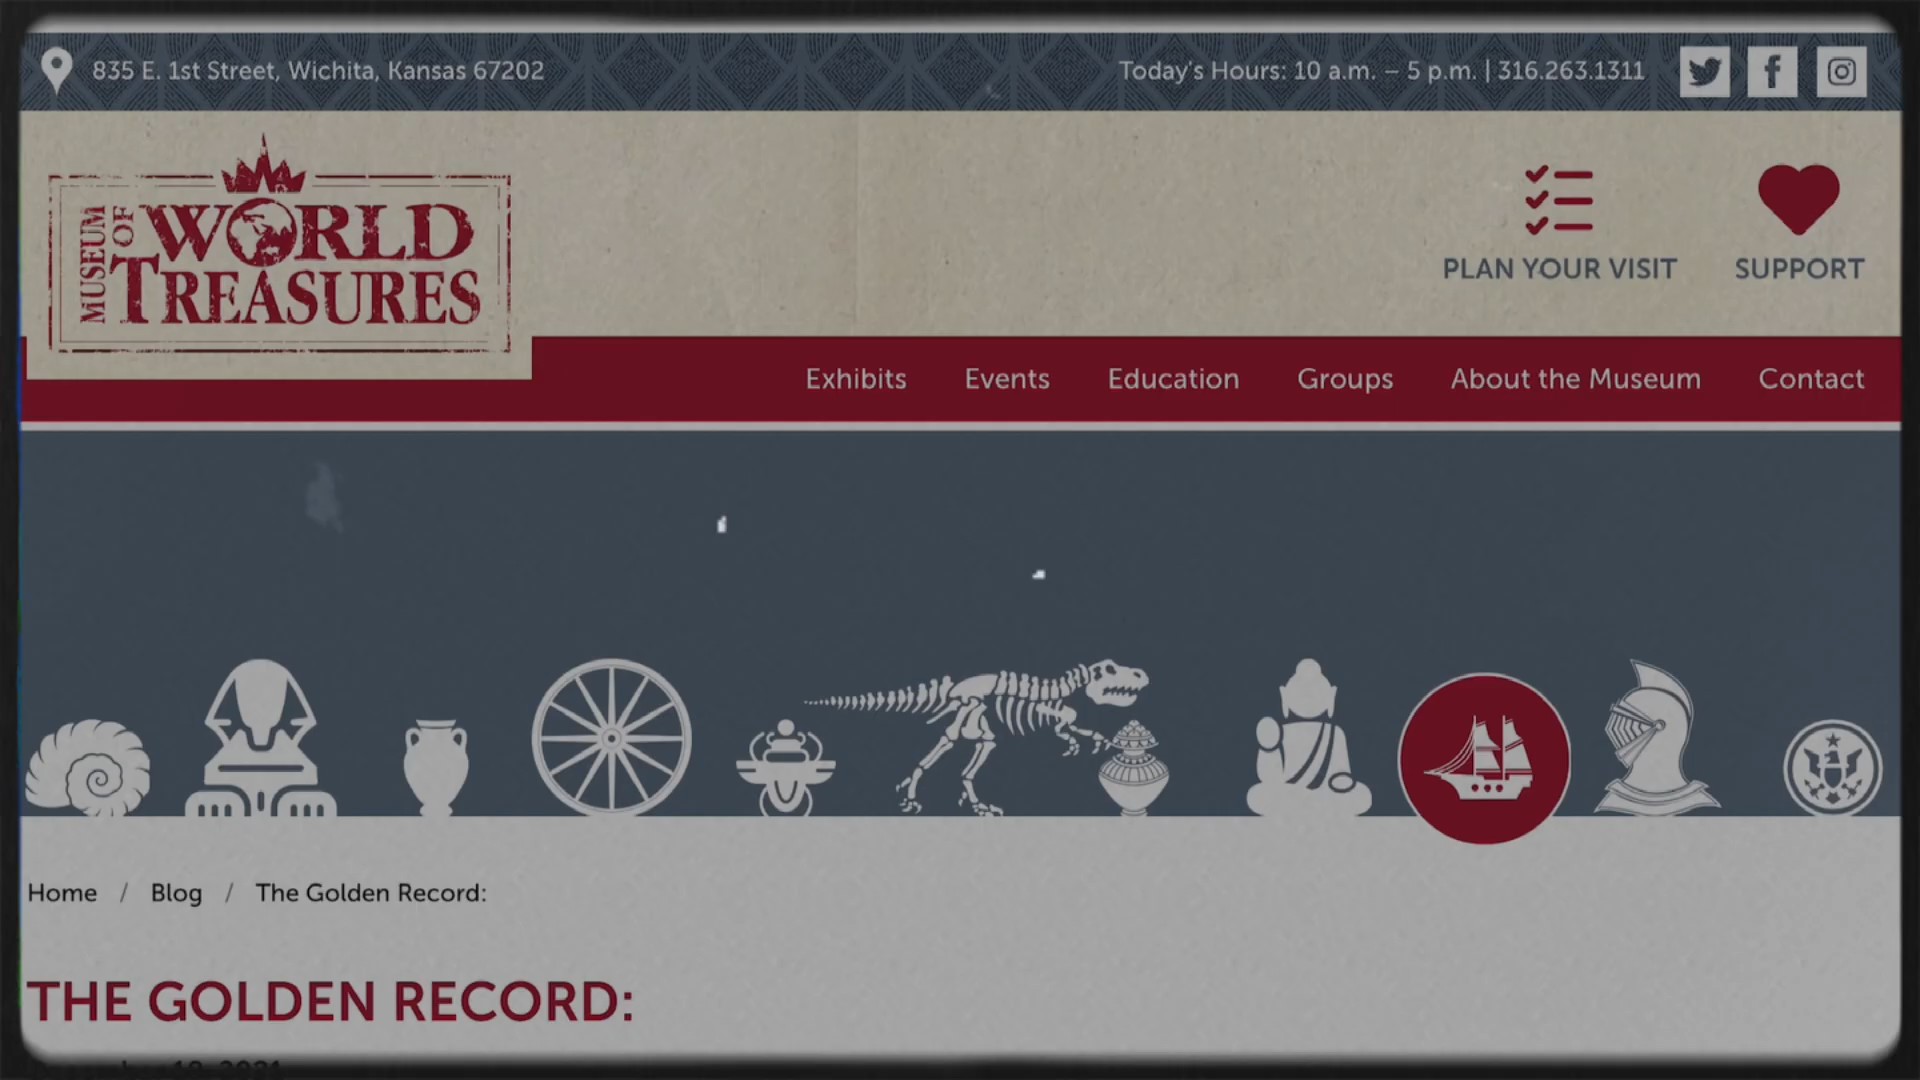 835 E. 1st Street, Wichita, Kansas 67202
Today's Hours: 10 a.m. – 5 p.m. | 316.263.1311
MUSEUM OF WORLD TREASURES
PLAN YOUR VISIT
SUPPORT
Exhibits Events Education Groups About the Museum Contact
Home / Blog / The Golden Record:
THE GOLDEN RECORD: